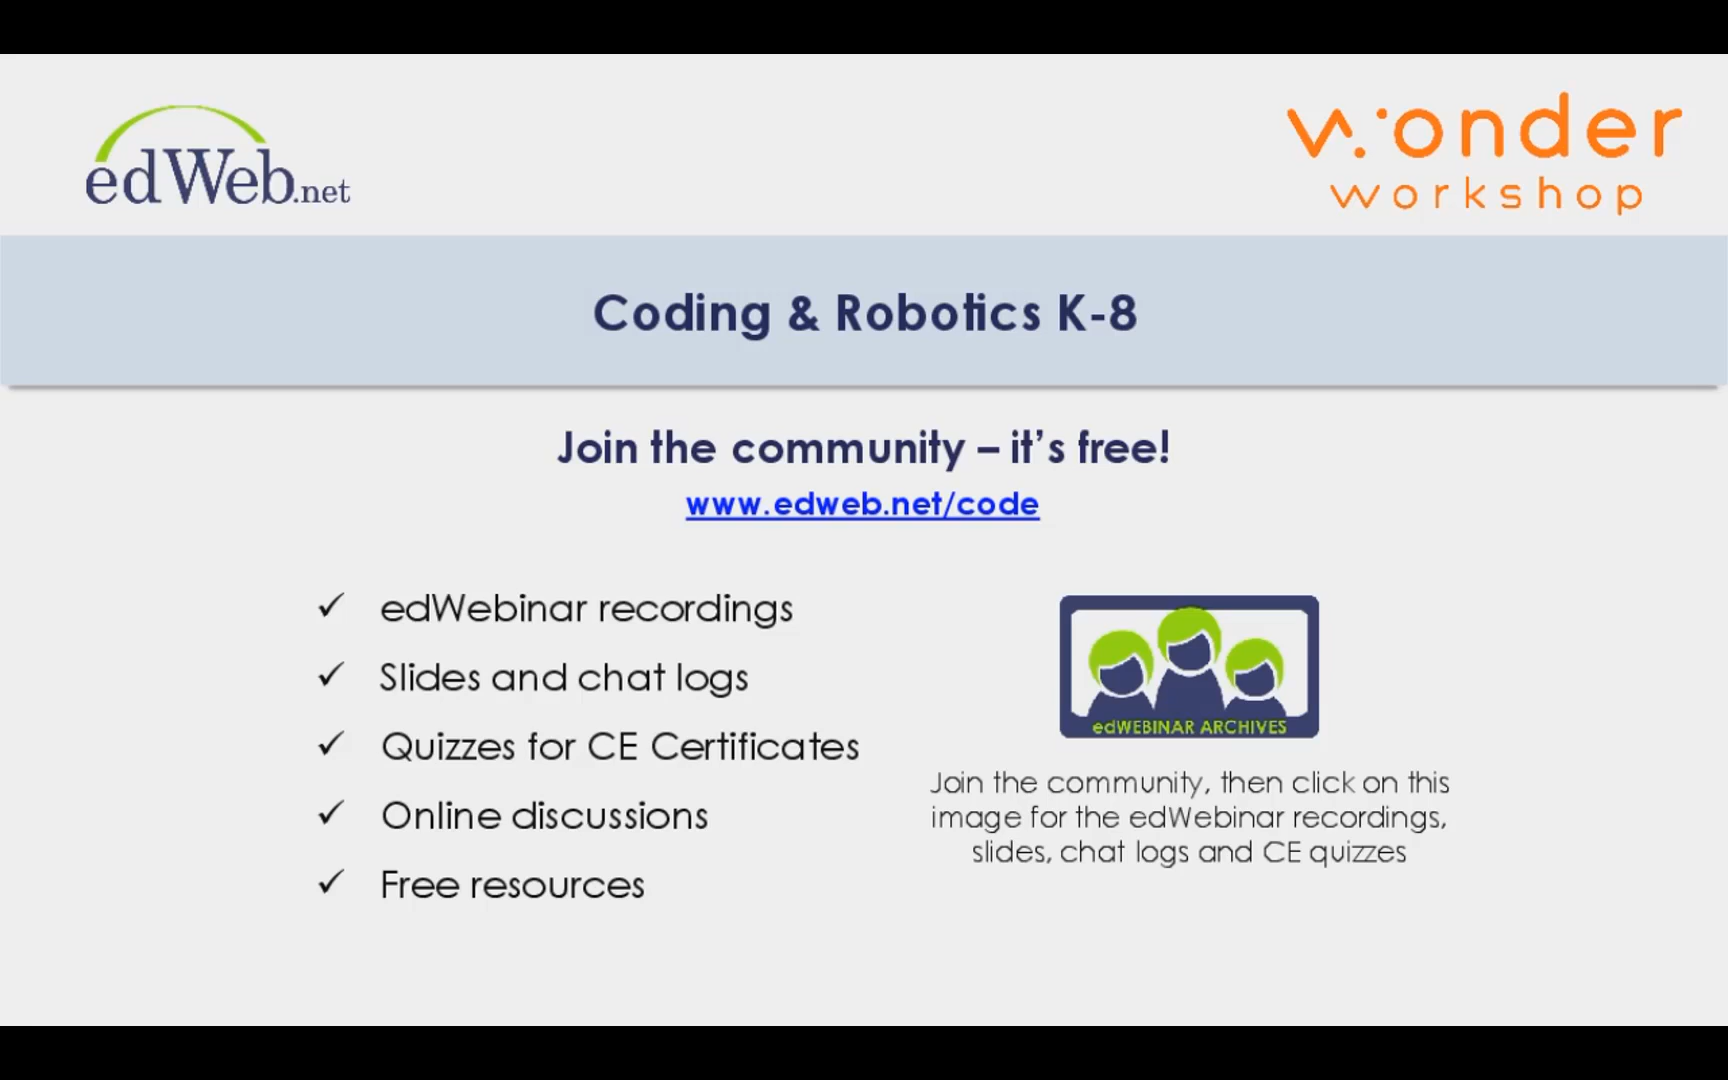 edWeb.net
wonder
workshop
Coding & Robotics K-8
Join the community – it's free!
www.edweb.net/code
✓ edWebinar recordings
✓ Slides and chat logs
✓ Quizzes for CE Certificates
✓ Online discussions
✓ Free resources
edWEBINAR ARCHIVES
Join the community, then click on this
image for the edWebinar recordings,
slides, chat logs and CE quizzes